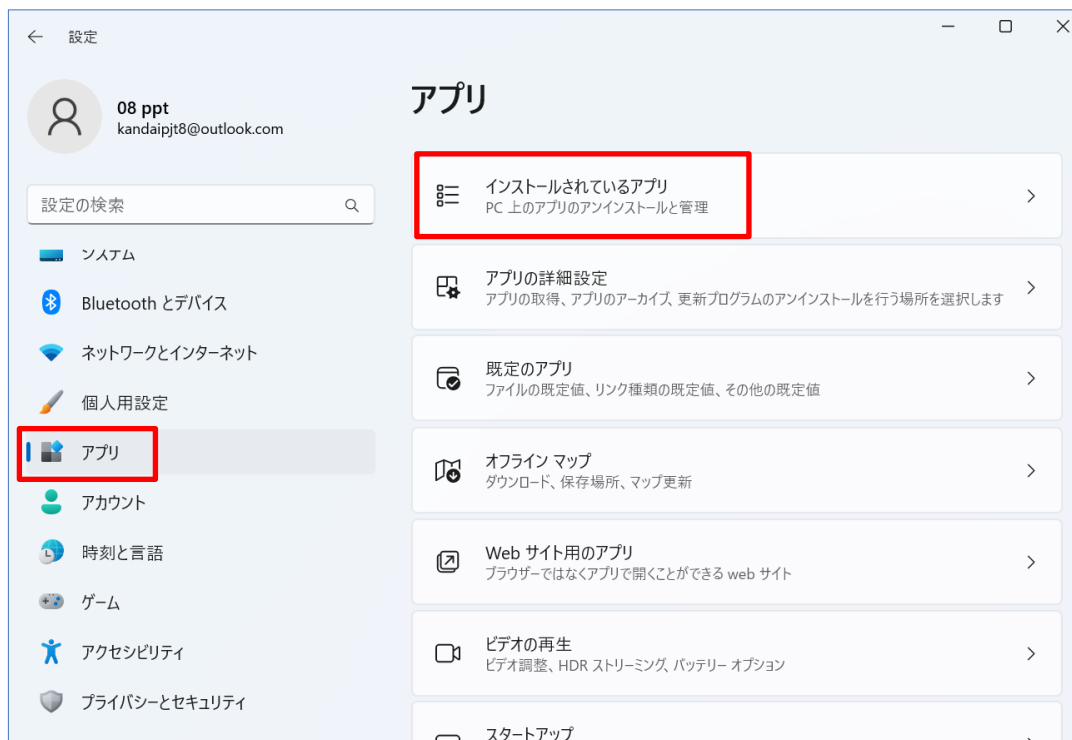 設定
08 ppt
kandaipjt8@outlook.com
設定の検索
システム
Bluetooth とデバイス
ネットワークとインターネット
個人用設定
アプリ
アカウント
時刻と言語
ゲーム
アクセシビリティ
プライバシーとセキュリティ
アプリ
インストールされているアプリ
PC 上のアプリのアンインストールと管理
アプリの詳細設定
アプリの取得、アプリのアーカイブ、更新プログラムのアンインストールを行う場所を選択します
既定のアプリ
ファイルの既定値、リンク種類の既定値、その他の既定値
オフライン マップ
ダウンロード、保存場所、マップ更新
Web サイト用のアプリ
ブラウザーではなくアプリで開くことができる web サイト
ビデオの再生
ビデオ調整、HDR ストリーミング、バッテリー オプション
スタートアップ